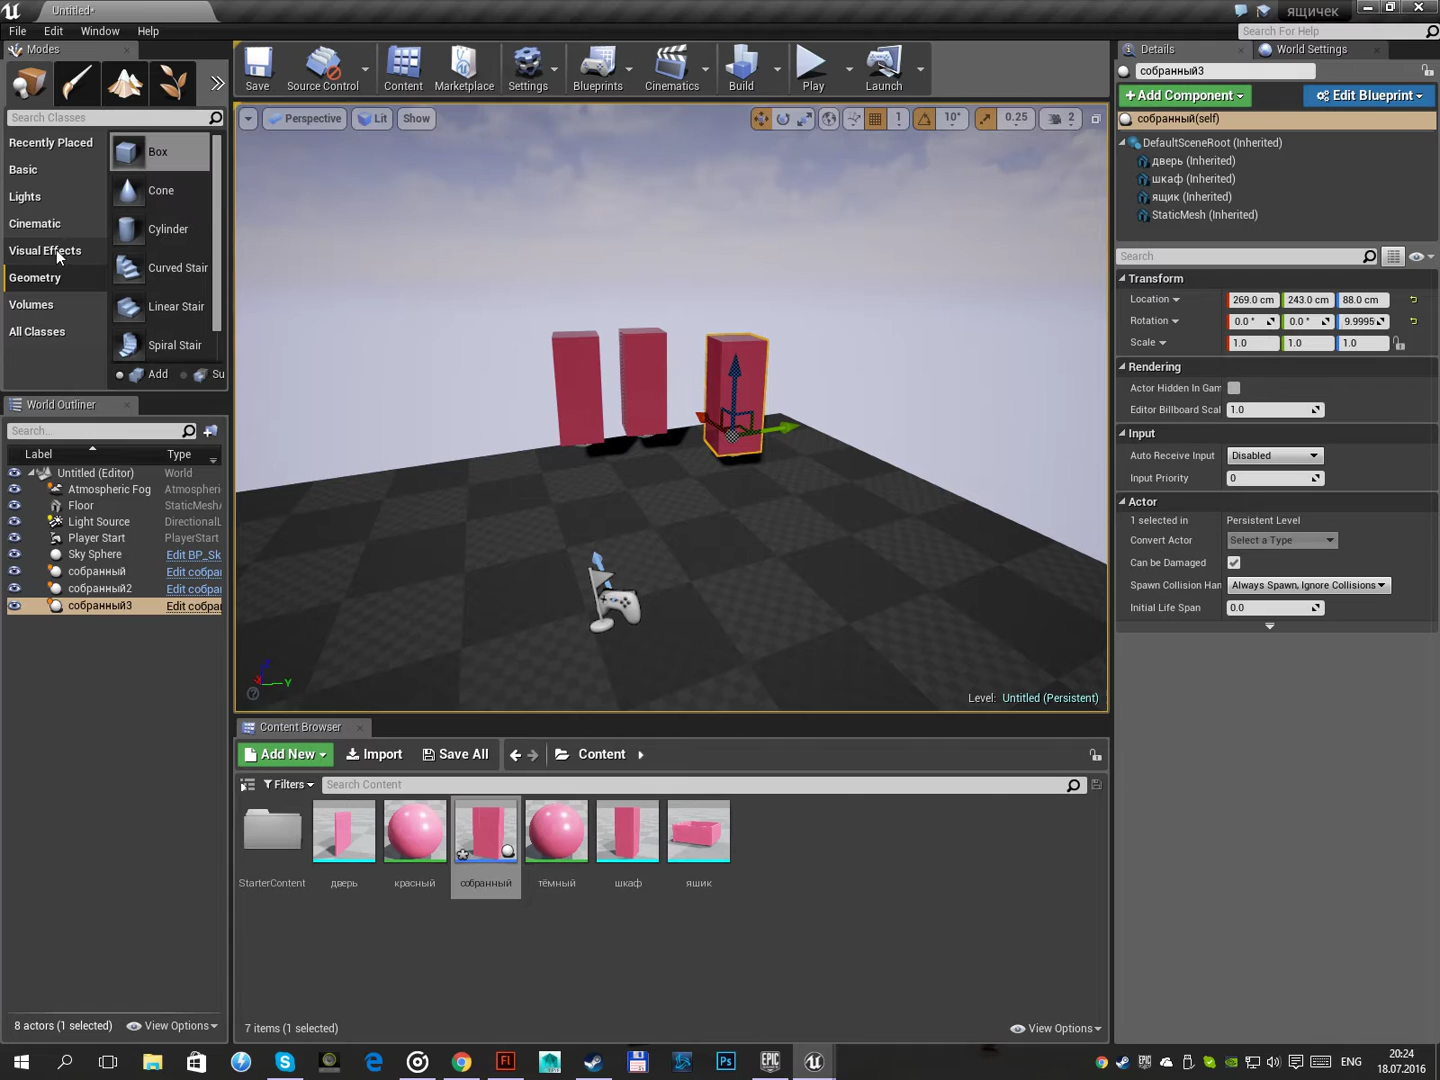 Untitled*
ящичек
File Edit Window Help
Search For Help
Modes
Search Classes
Recently Placed
Basic
Lights
Cinematic
Visual Effects
Geometry
Volumes
All Classes
Box
Cone
Cylinder
Curved Stair
Linear Stair
Spiral Stair
Add Su
Save
Source Control
Content
Marketplace
Settings
Blueprints
Cinematics
Build
Play
Launch
Perspective Lit Show
1 10° 0.25 2
Y
Level: Untitled (Persistent)
World Outliner
Search...
Label Type
Untitled (Editor) World
Atmospheric Fog Atmospheri
Floor StaticMesh
Light Source DirectionalL
Player Start PlayerStart
Sky Sphere Edit BP_Sk
собранный Edit собра
собранный2 Edit собра
собранный3 Edit собра
8 actors (1 selected) View Options
Content Browser
Add New Import Save All Content
Filters Search Content
StarterContent
дверь
красный
собранный
тёмный
шкаф
яшик
7 items (1 selected) View Options
Details World Settings
собранный3
+Add Component Edit Blueprint
собранный(self)
DefaultSceneRoot (Inherited)
дверь (Inherited)
шкаф (Inherited)
ящик (Inherited)
StaticMesh (Inherited)
Search
Transform
Location 269.0 cm 243.0 cm 88.0 cm
Rotation 0.0 ° 0.0 ° 9.9995
Scale 1.0 1.0 1.0
Rendering
Actor Hidden In Gam
Editor Billboard Scal 1.0
Input
Auto Receive Input Disabled
Input Priority 0
Actor
1 selected in Persistent Level
Convert Actor Select a Type
Can be Damaged
Spawn Collision Han Always Spawn, Ignore Collisions
Initial Life Span 0.0
Fl
Ps
EPIC
ENG
20:24
18.07.2016